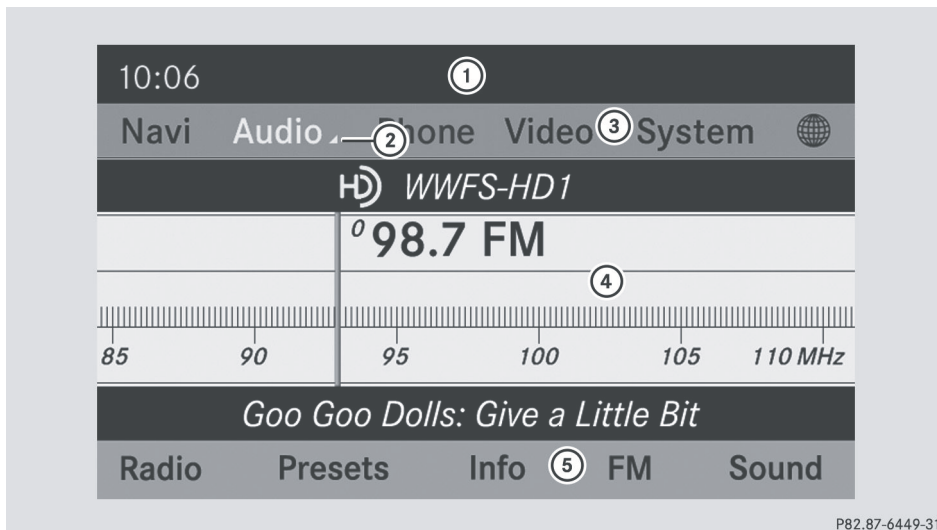 10:06 1
Navi Audio 2 Phone Video 3 System
HD WWFS-HD1
0 98.7 FM
4
85 90 95 100 105 110 MHz
Goo Goo Dolls: Give a Little Bit
Radio Presets Info 5 FM Sound
P82.87-6449-31